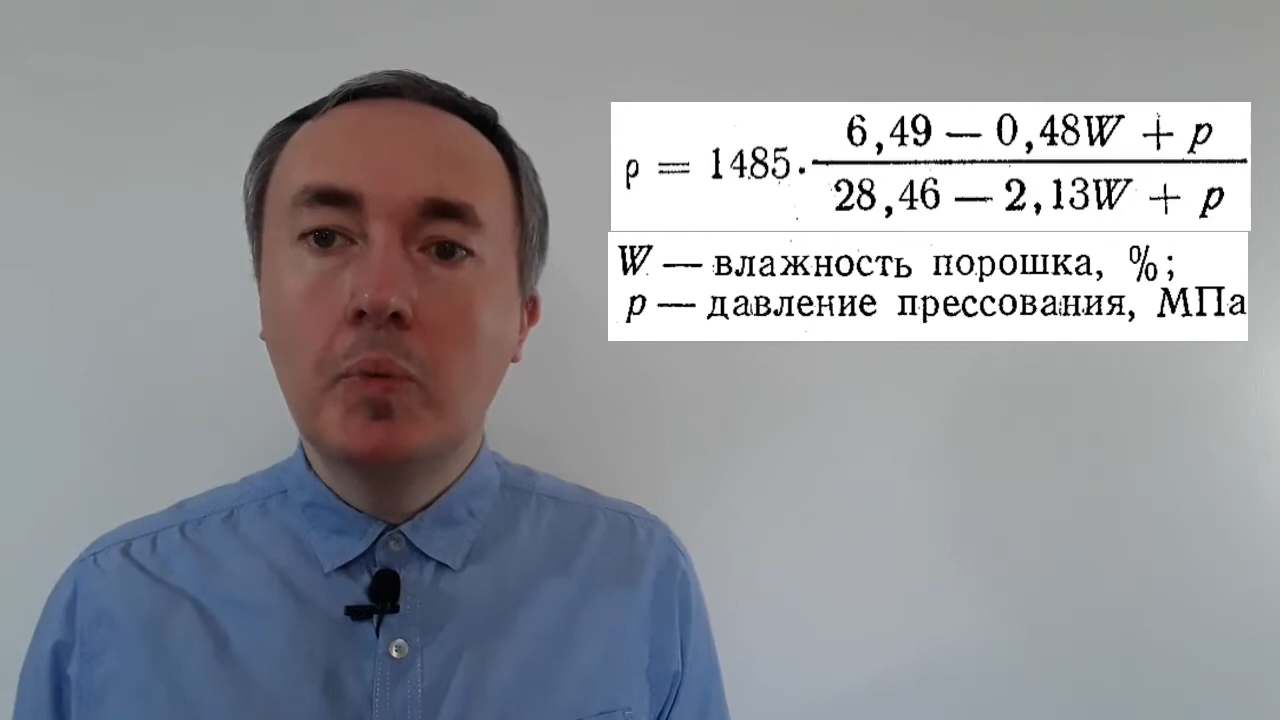 ρ = 1485 · (6,49 — 0,48W + p) / (28,46 — 2,13W + p)
W — влажность порошка, %;
p — давление прессования, МПа